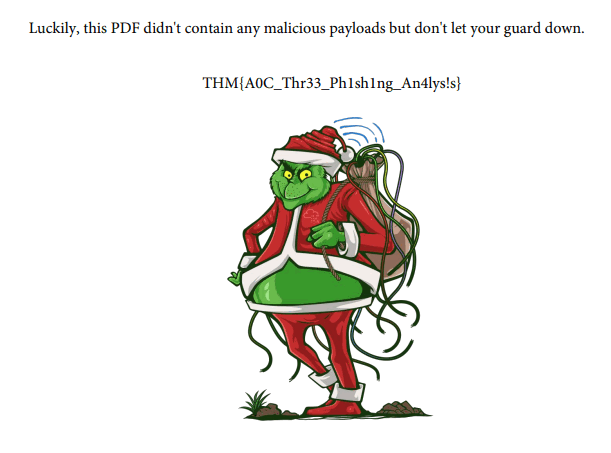 Luckily, this PDF didn't contain any malicious payloads but don't let your guard down.
THM{A0C_Thr33_Ph1sh1ng_An4lys!s}